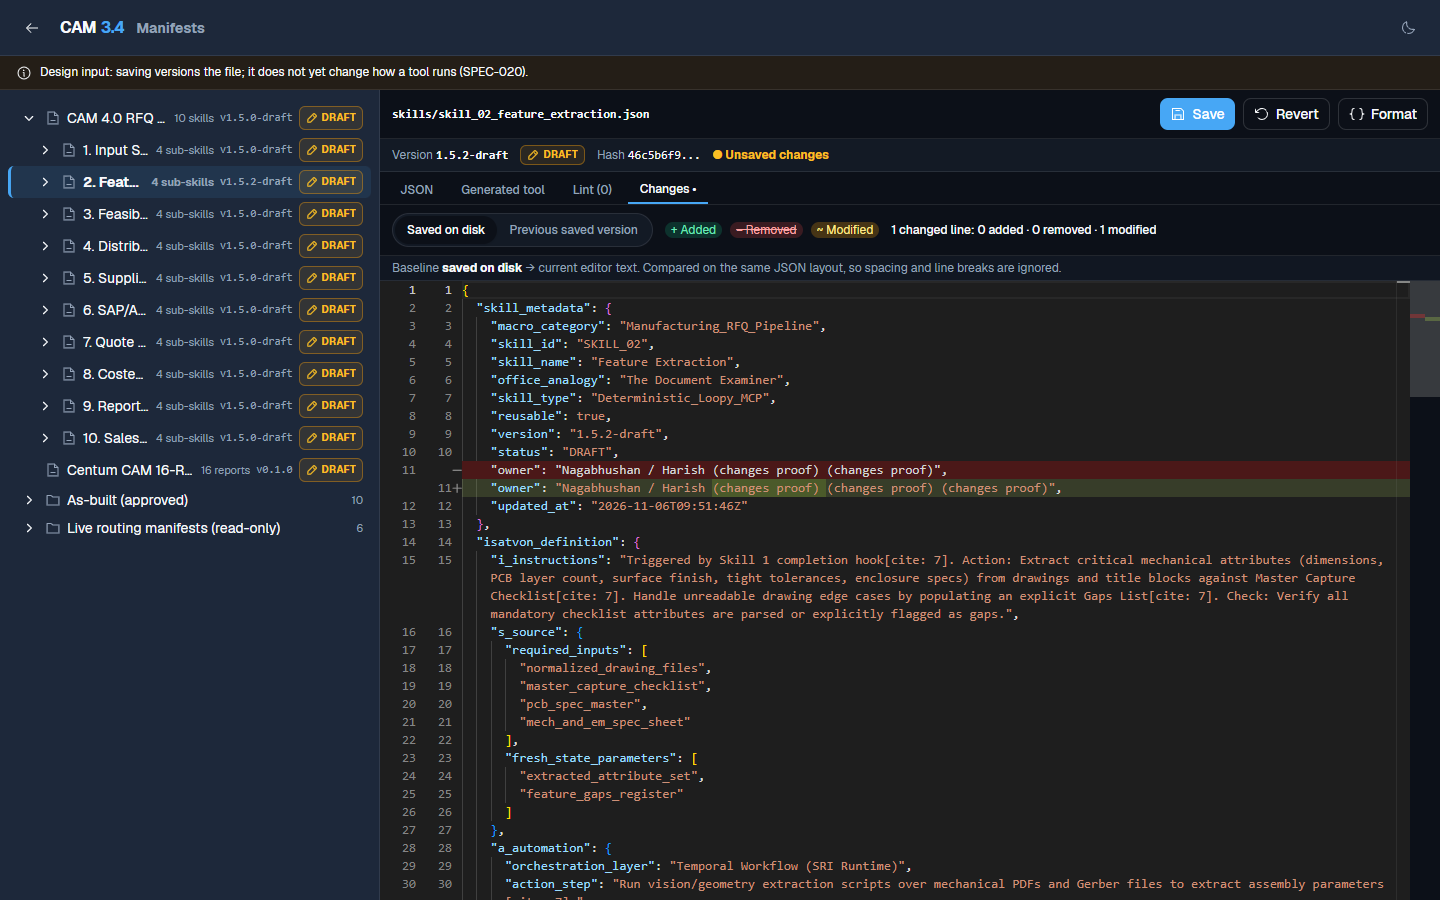 CAM 3.4 Manifests
Design input: saving versions the file; it does not yet change how a tool runs (SPEC-020).
CAM 4.0 RFQ ... 10 skills v1.5.0-draft DRAFT
1. Input S... 4 sub-skills v1.5.0-draft DRAFT
2. Feat... 4 sub-skills v1.5.2-draft DRAFT
3. Feasib... 4 sub-skills v1.5.0-draft DRAFT
4. Distrib... 4 sub-skills v1.5.0-draft DRAFT
5. Suppli... 4 sub-skills v1.5.0-draft DRAFT
6. SAP/A... 4 sub-skills v1.5.0-draft DRAFT
7. Quote ... 4 sub-skills v1.5.0-draft DRAFT
8. Coste... 4 sub-skills v1.5.0-draft DRAFT
9. Report... 4 sub-skills v1.5.0-draft DRAFT
10. Sales... 4 sub-skills v1.5.0-draft DRAFT
Centum CAM 16-R... 16 reports v0.1.0 DRAFT
As-built (approved) 10
Live routing manifests (read-only) 6
skills/skill_02_feature_extraction.json Save Revert {} Format
Version 1.5.2-draft DRAFT Hash 46c5b6f9... Unsaved changes
JSON Generated tool Lint (0) Changes •
Saved on disk Previous saved version + Added − Removed ~ Modified 1 changed line: 0 added · 0 removed · 1 modified
Baseline saved on disk → current editor text. Compared on the same JSON layout, so spacing and line breaks are ignored.
1 1 {
2 2 "skill_metadata": {
3 3 "macro_category": "Manufacturing_RFQ_Pipeline",
4 4 "skill_id": "SKILL_02",
5 5 "skill_name": "Feature Extraction",
6 6 "office_analogy": "The Document Examiner",
7 7 "skill_type": "Deterministic_Loopy_MCP",
8 8 "reusable": true,
9 9 "version": "1.5.2-draft",
10 10 "status": "DRAFT",
11 − "owner": "Nagabhushan / Harish (changes proof) (changes proof)",
11+ "owner": "Nagabhushan / Harish (changes proof) (changes proof) (changes proof)",
12 12 "updated_at": "2026-11-06T09:51:46Z"
13 13 },
14 14 "isatvon_definition": {
15 15 "i_instructions": "Triggered by Skill 1 completion hook[cite: 7]. Action: Extract critical mechanical attributes (dimensions,
PCB layer count, surface finish, tight tolerances, enclosure specs) from drawings and title blocks against Master Capture
Checklist[cite: 7]. Handle unreadable drawing edge cases by populating an explicit Gaps List[cite: 7]. Check: Verify all
mandatory checklist attributes are parsed or explicitly flagged as gaps.",
16 16 "s_source": {
17 17 "required_inputs": [
18 18 "normalized_drawing_files",
19 19 "master_capture_checklist",
20 20 "pcb_spec_master",
21 21 "mech_and_em_spec_sheet"
22 22 ],
23 23 "fresh_state_parameters": [
24 24 "extracted_attribute_set",
25 25 "feature_gaps_register"
26 26 ]
27 27 },
28 28 "a_automation": {
29 29 "orchestration_layer": "Temporal Workflow (SRI Runtime)",
30 30 "action_step": "Run vision/geometry extraction scripts over mechanical PDFs and Gerber files to extract assembly parameters